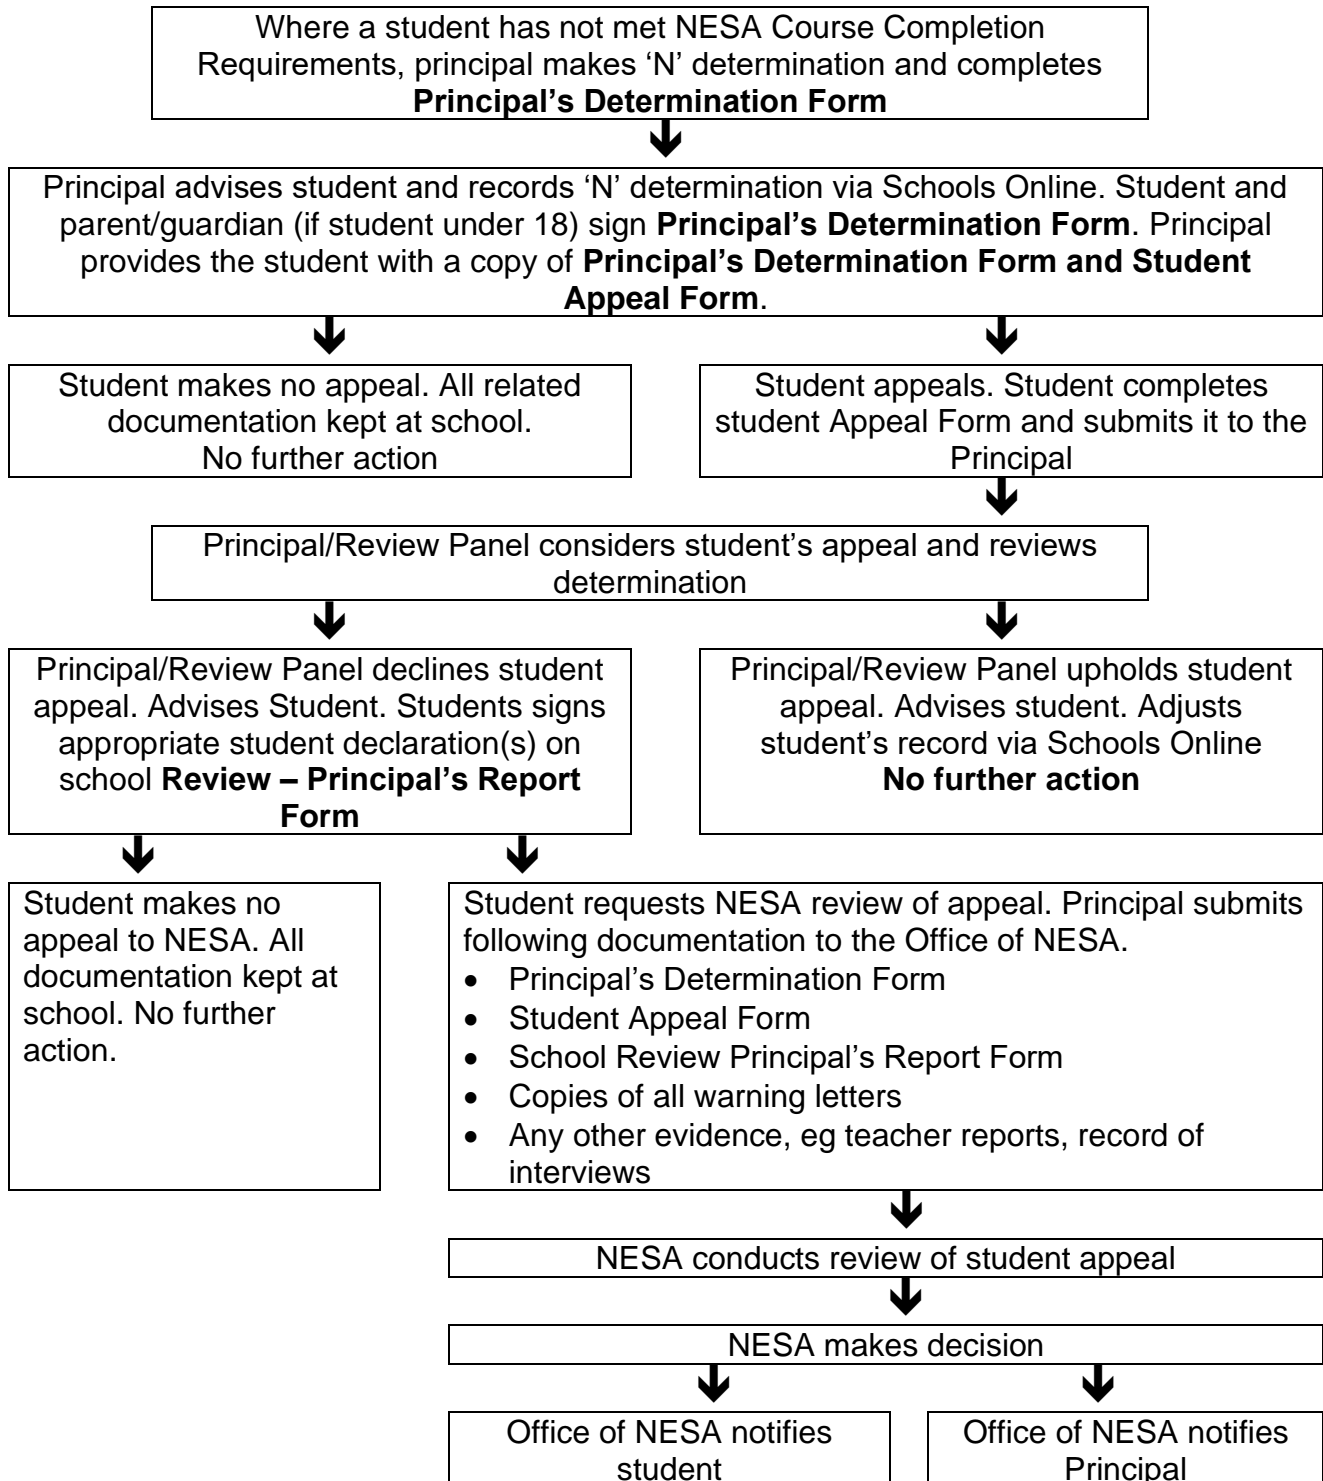 Where a student has not met NESA Course Completion
Requirements, principal makes ‘N’ determination and completes
Principal’s Determination Form
Principal advises student and records ‘N’ determination via Schools Online. Student and
parent/guardian (if student under 18) sign Principal’s Determination Form. Principal
provides the student with a copy of Principal’s Determination Form and Student
Appeal Form.
Student makes no appeal. All related
documentation kept at school.
No further action
Student appeals. Student completes
student Appeal Form and submits it to the
Principal
Principal/Review Panel considers student’s appeal and reviews
determination
Principal/Review Panel declines student
appeal. Advises Student. Students signs
appropriate student declaration(s) on
school Review – Principal’s Report
Form
Principal/Review Panel upholds student
appeal. Advises student. Adjusts
student’s record via Schools Online
No further action
Student makes no
appeal to NESA. All
documentation kept at
school. No further
action.
Student requests NESA review of appeal. Principal submits
following documentation to the Office of NESA.
• Principal’s Determination Form
• Student Appeal Form
• School Review Principal’s Report Form
• Copies of all warning letters
• Any other evidence, eg teacher reports, record of
interviews
NESA conducts review of student appeal
NESA makes decision
Office of NESA notifies
student
Office of NESA notifies
Principal